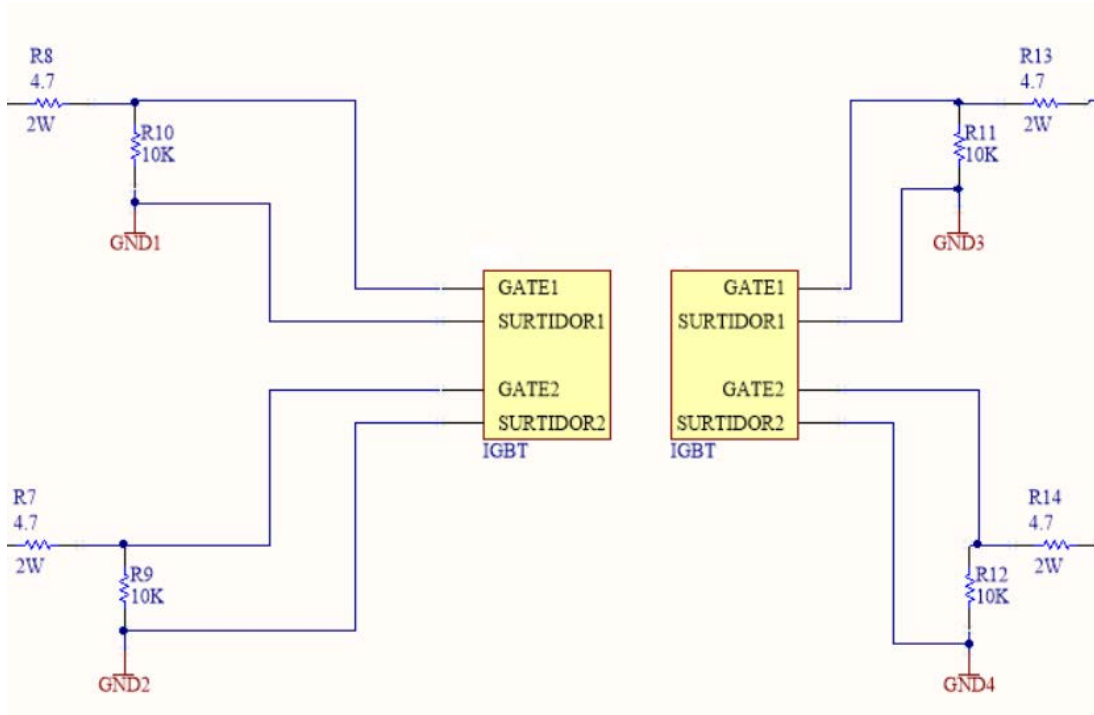 R8
4.7
2W
R10
10K
GND1
R13
4.7
2W
R11
10K
GND3
GATE1
SURTIDOR1
GATE2
SURTIDOR2
IGBT
GATE1
SURTIDOR1
GATE2
SURTIDOR2
IGBT
R7
4.7
2W
R9
10K
GND2
R14
4.7
2W
R12
10K
GND4